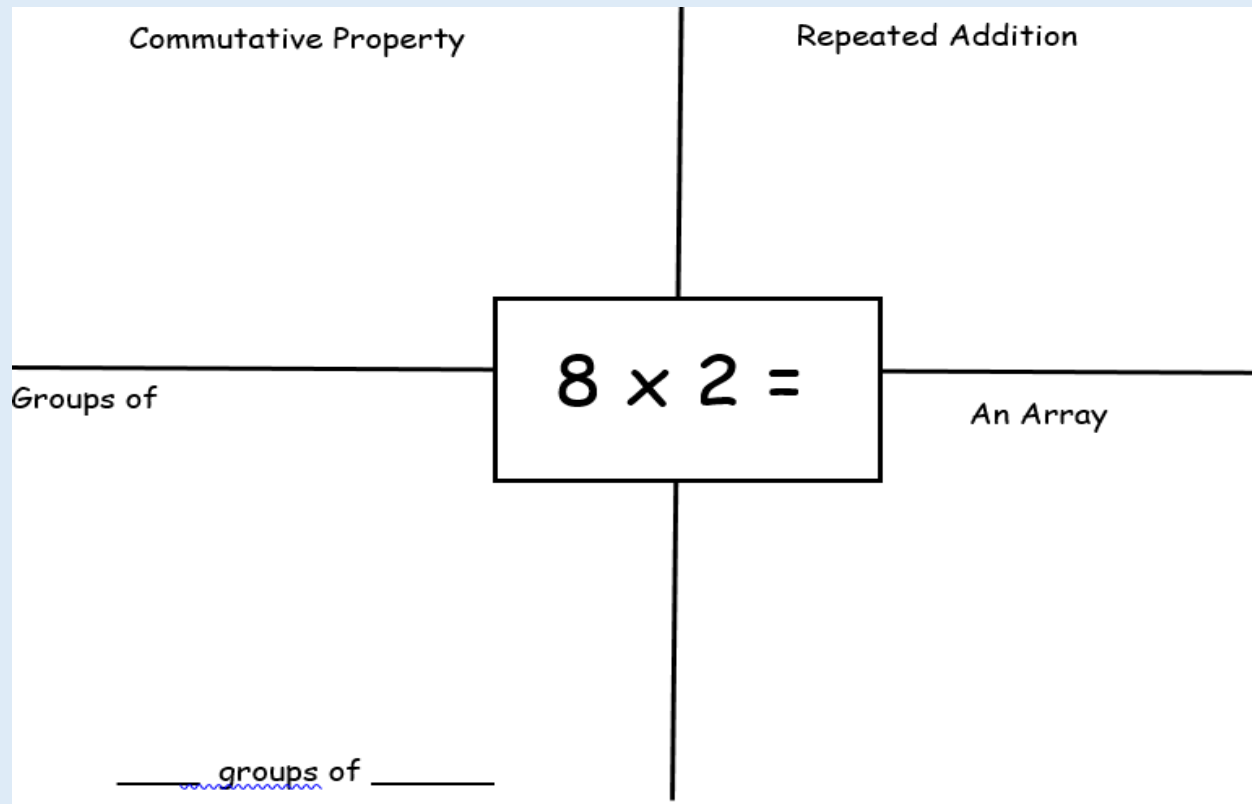 Commutative Property
Repeated Addition
8 x 2 =
Groups of
An Array
_____ groups of _______